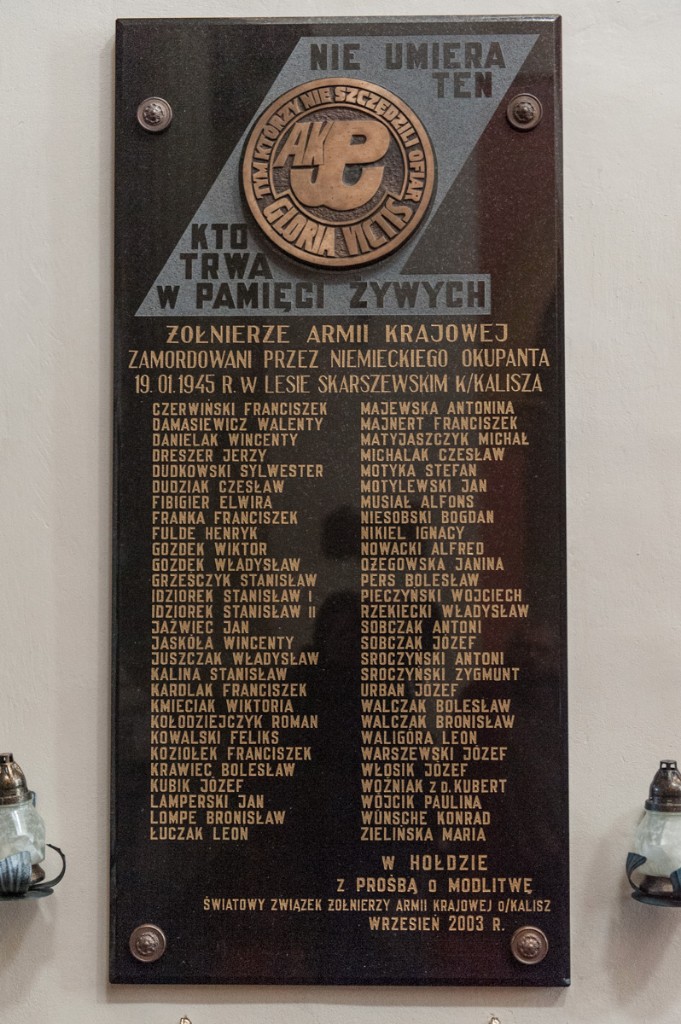 NIE UMIERA
TEN
TYM KTÓRZY NIE SZCZĘDZILI OFIAR
AK
GLORIA VICTIS
KTO
TRWA
W PAMIĘCI ŻYWYCH
ŻOŁNIERZE ARMII KRAJOWEJ
ZAMORDOWANI PRZEZ NIEMIECKIEGO OKUPANTA
19.01.1945 R. W LESIE SKARSZEWSKIM K/KALISZA
CZERWIŃSKI FRANCISZEK
DAMASIEWICZ WALENTY
DANIELAK WINCENTY
DRESZER JERZY
DUDKOWSKI SYLWESTER
DUDZIAK CZESŁAW
FIBIGIER ELWIRA
FRANKA FRANCISZEK
FULDE HENRYK
GOZDEK WIKTOR
GOZDEK WŁADYSŁAW
GRZEŚCZYK STANISŁAW
IDZIOREK STANISŁAW I
IDZIOREK STANISŁAW II
JAŹWIEC JAN
JASKÓŁA WINCENTY
JUSZCZAK WŁADYSŁAW
KALINA STANISŁAW
KARDLAK FRANCISZEK
KMIECIAK WIKTORIA
KOŁODZIEJCZYK ROMAN
KOWALSKI FELIKS
KOZIOŁEK FRANCISZEK
KRAWIEC BOLESŁAW
KUBIK JÓZEF
LAMPERSKI JAN
LOMPE BRONISŁAW
ŁUCZAK LEON
MAJEWSKA ANTONINA
MAJNERT FRANCISZEK
MATYJASZCZYK MICHAŁ
MICHALAK CZESŁAW
MOTYKA STEFAN
MOTYLEWSKI JAN
MUSIAŁ ALFONS
NIESOBSKI BOGDAN
NIKIEL IGNACY
NOWACKI ALFRED
OŻEGOWSKA JANINA
PERS BOLESŁAW
PIECZYŃSKI WOJCIECH
RZEKIECKI WŁADYSŁAW
SOBCZAK ANTONI
SOBCZAK JÓZEF
SROCZYŃSKI ANTONI
SROCZYŃSKI ZYGMUNT
URBAN JÓZEF
WALCZAK BOLESŁAW
WALCZAK BRONISŁAW
WALIGÓRA LEON
WARSZEWSKI JÓZEF
WŁOSIK JÓZEF
WOŹNIAK Z D. KUBERT
WÓJCIK PAULINA
WÜNSCHE KONRAD
ZIELIŃSKA MARIA
W HOŁDZIE
Z PROŚBĄ O MODLITWĘ
ŚWIATOWY ZWIĄZEK ŻOŁNIERZY ARMII KRAJOWEJ O/KALISZ
WRZESIEŃ 2003 R.